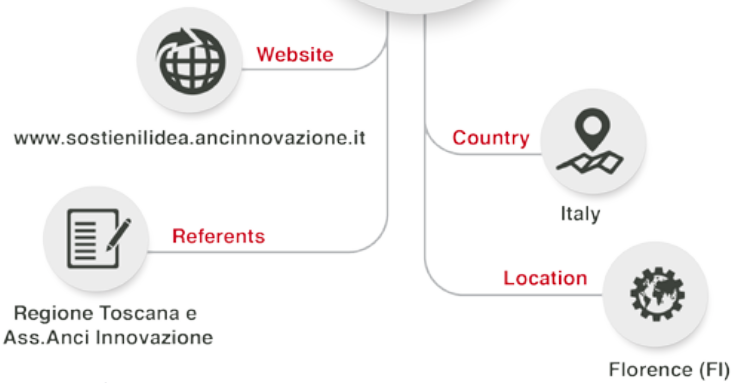 Website
www.sostienilidea.ancinnovazione.it
Country
Italy
Referents
Regione Toscana e
Ass.Anci Innovazione
Location
Florence (FI)